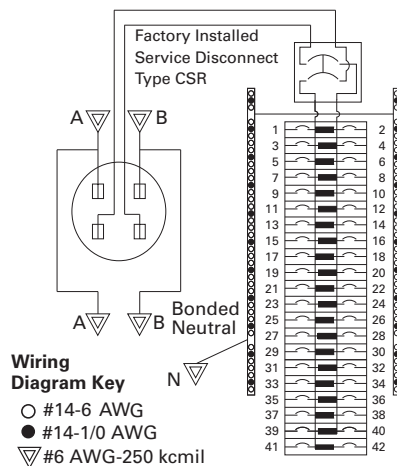 Factory Installed
Service Disconnect
Type CSR
A B
A B
Bonded
Neutral
N
1 2
3 4
5 6
7 8
9 10
11 12
13 14
15 16
17 18
19 20
21 22
23 24
25 26
27 28
29 30
31 32
33 34
35 36
37 38
39 40
41 42
Wiring
Diagram Key
#14-6 AWG
#14-1/0 AWG
#6 AWG-250 kcmil